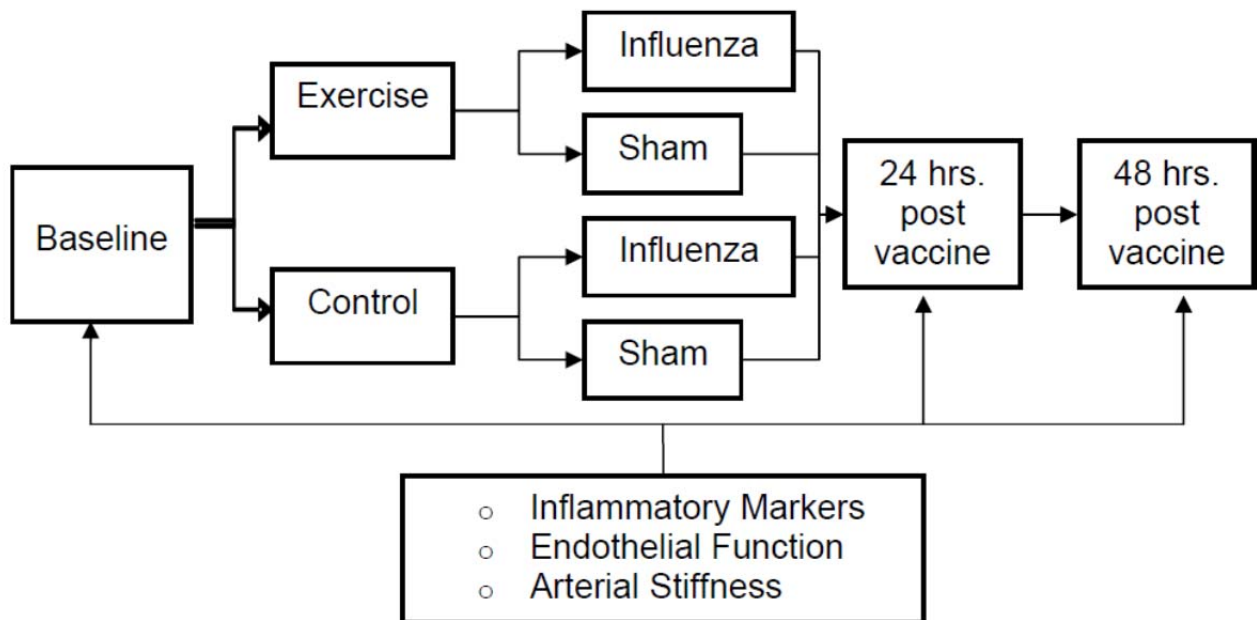 Baseline
Exercise
Control
Influenza
Sham
Influenza
Sham
24 hrs.
post
vaccine
48 hrs.
post
vaccine
○ Inflammatory Markers
○ Endothelial Function
○ Arterial Stiffness